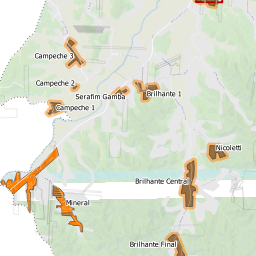 Campeche 3
Campeche 2
Serafim Gamba
Brilhante 1
Campeche 1
Nicoletti
Brilhante Central
Mineral
Brilhante Final